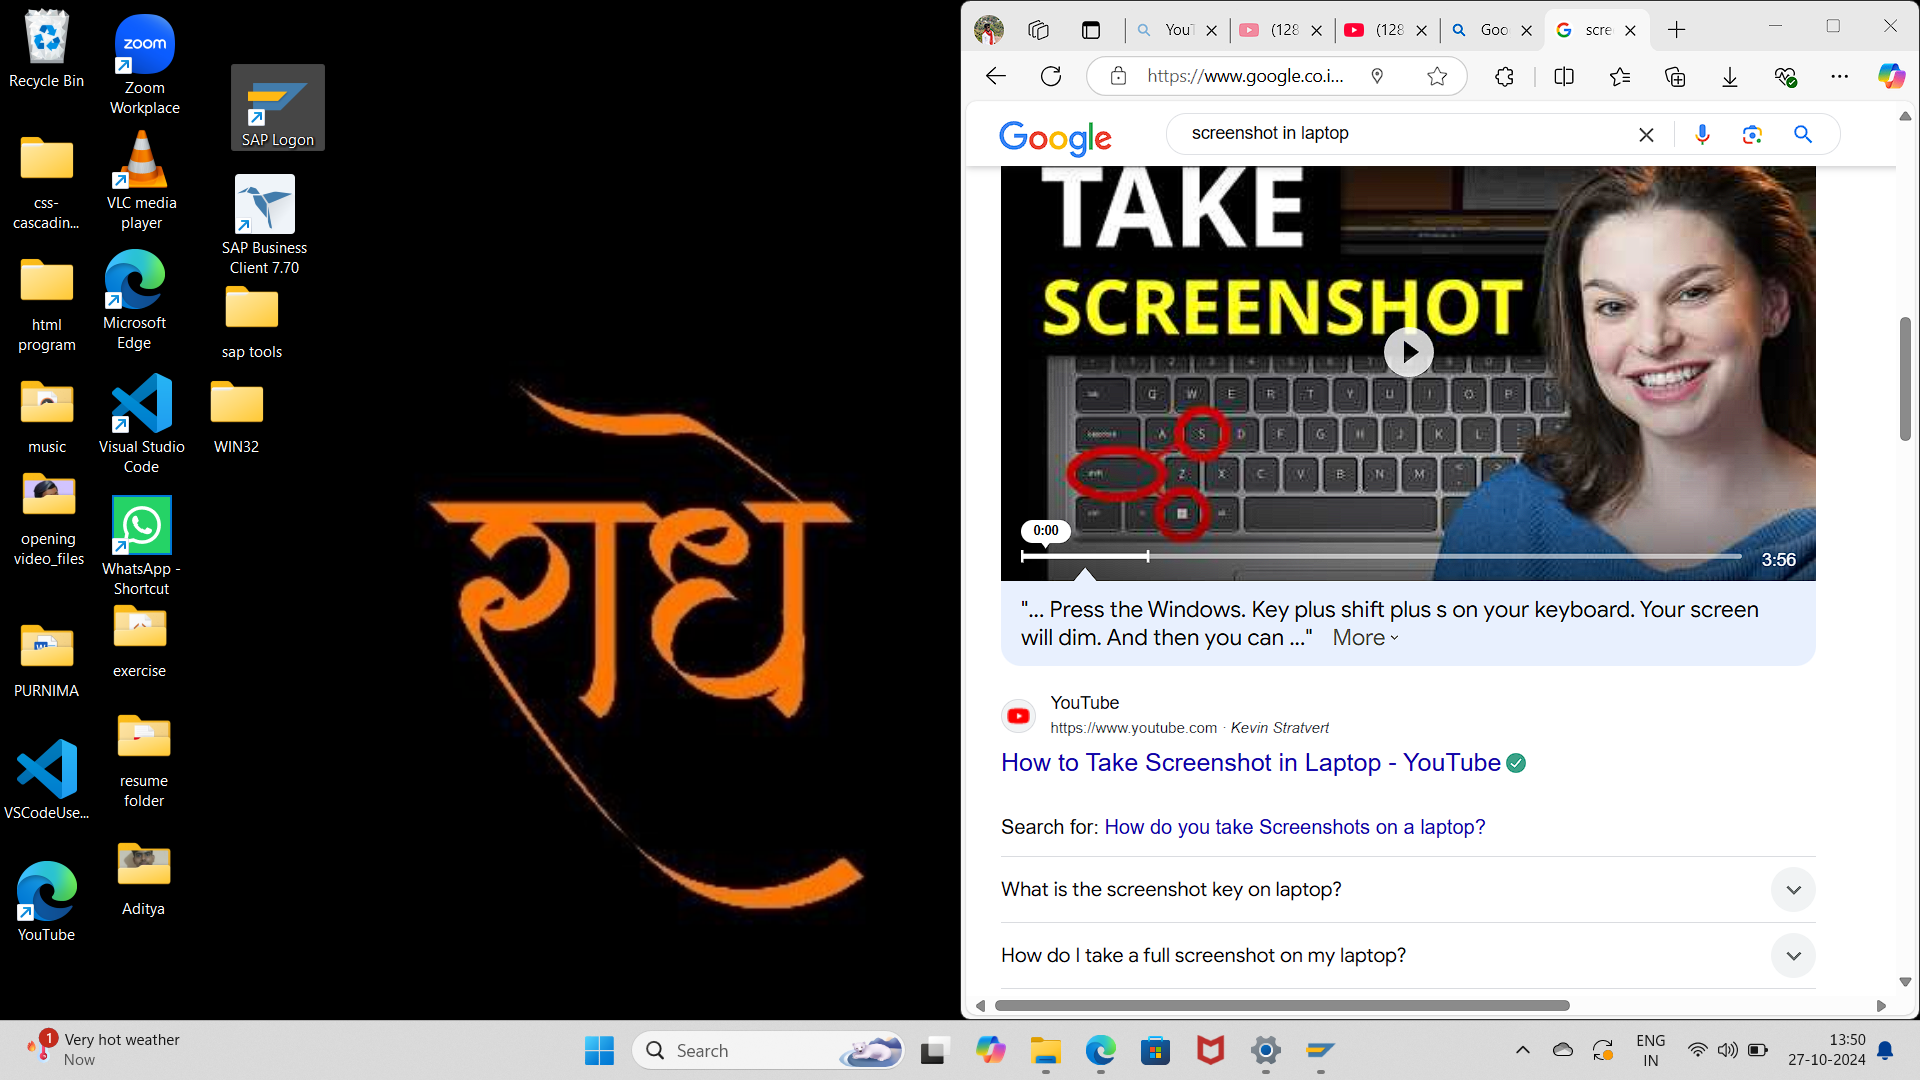 Recycle Bin
Zoom
Workplace
zoom
SAP Logon
css-
cascadin...
VLC media
player
SAP Business
Client 7.70
html
program
Microsoft
Edge
sap tools
music
Visual Studio
Code
WIN32
opening
video_files
WhatsApp -
Shortcut
PURNIMA
exercise
VSCodeUse...
resume
folder
YouTube
Aditya
राधे
YouT
(128
(128
Goo
scre
https://www.google.co.i...
Google
screenshot in laptop
TAKE
SCREENSHOT
Q W E R T Y U I O P
A S D F G H J K L
Z X C V B N M
0:00
3:56
"... Press the Windows. Key plus shift plus s on your keyboard. Your screen
will dim. And then you can ..." More
YouTube
https://www.youtube.com · Kevin Stratvert
How to Take Screenshot in Laptop - YouTube
Search for: How do you take Screenshots on a laptop?
What is the screenshot key on laptop?
How do I take a full screenshot on my laptop?
1
Very hot weather
Now
Search
ENG
IN
13:50
27-10-2024